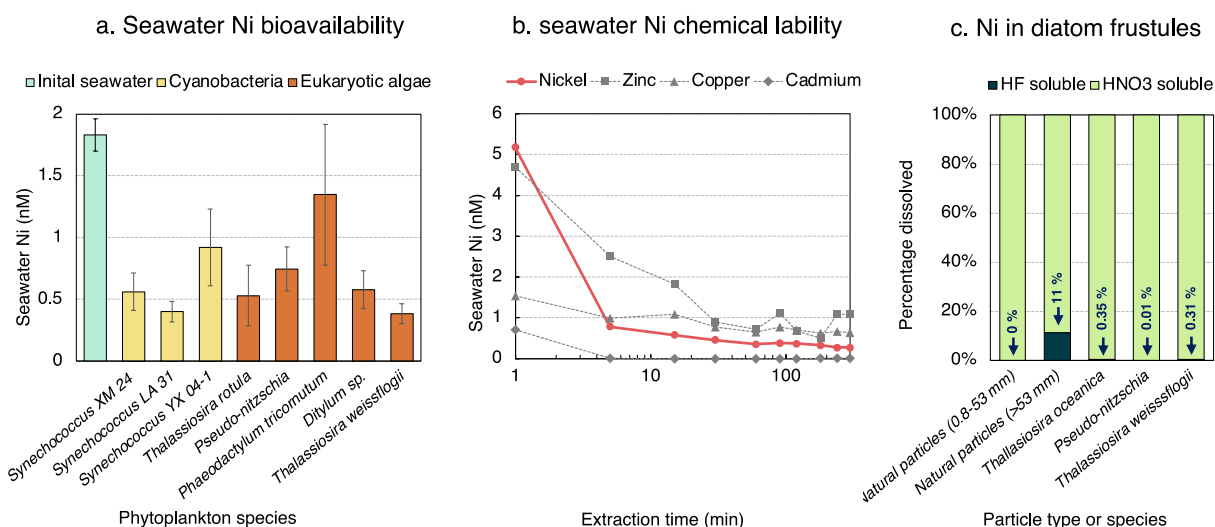 a. Seawater Ni bioavailability
Inital seawater Cyanobacteria Eukaryotic algae
2
1.5
1
0.5
0
Seawater Ni (nM)
Synechococcus XM 24
Synechococcus LA 31
Synechococcus YX 04-1
Thalassiosira rotula
Pseudo-nitzschia
Phaeodactylum tricornutum
Ditylum sp.
Thalassiosira weissflogii
Phytoplankton species
b. seawater Ni chemical lability
Nickel Zinc Copper Cadmium
6
5
4
3
2
1
0
Seawater Ni (nM)
1 10 100
Extraction time (min)
c. Ni in diatom frustules
HF soluble HNO3 soluble
100%
80%
60%
40%
20%
0%
Percentage dissolved
0 %
11 %
0.35 %
0.01 %
0.31 %
Natural particles (0.8-53 mm)
Natural particles (>53 mm)
Thallasiosira oceanica
Pseudo-nitzschia
Thalassiosira weisssflogii
Particle type or species